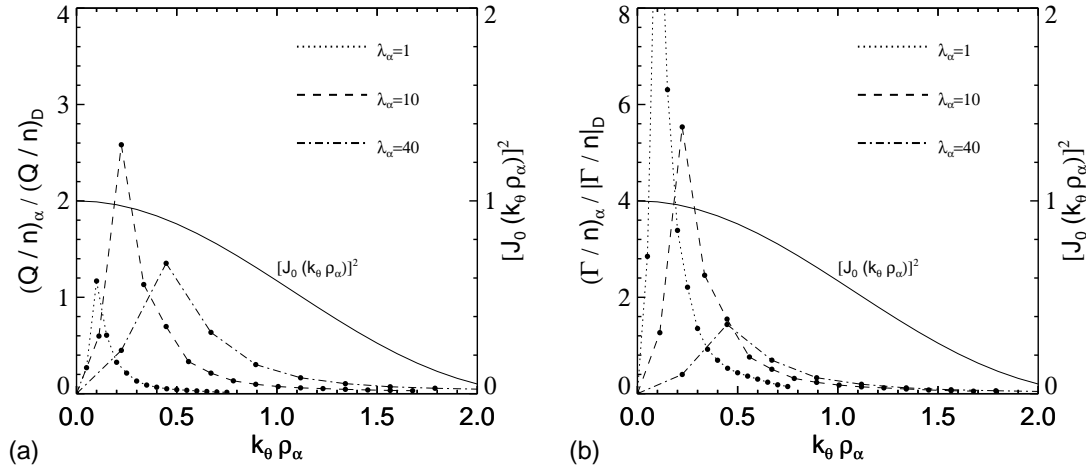 4
3
2
1
0
(Q / n)α / (Q / n)D
λα=1
λα=10
λα=40
[J0 (kθ ρα)]²
2
1
0
[J0 (kθ ρα)]²
0.0 0.5 1.0 1.5 2.0
kθ ρα
(a)
8
6
4
2
0
(Γ / n)α / |Γ / n|D
λα=1
λα=10
λα=40
[J0 (kθ ρα)]²
2
1
0
[J0 (kθ ρα)]²
0.0 0.5 1.0 1.5 2.0
kθ ρα
(b)